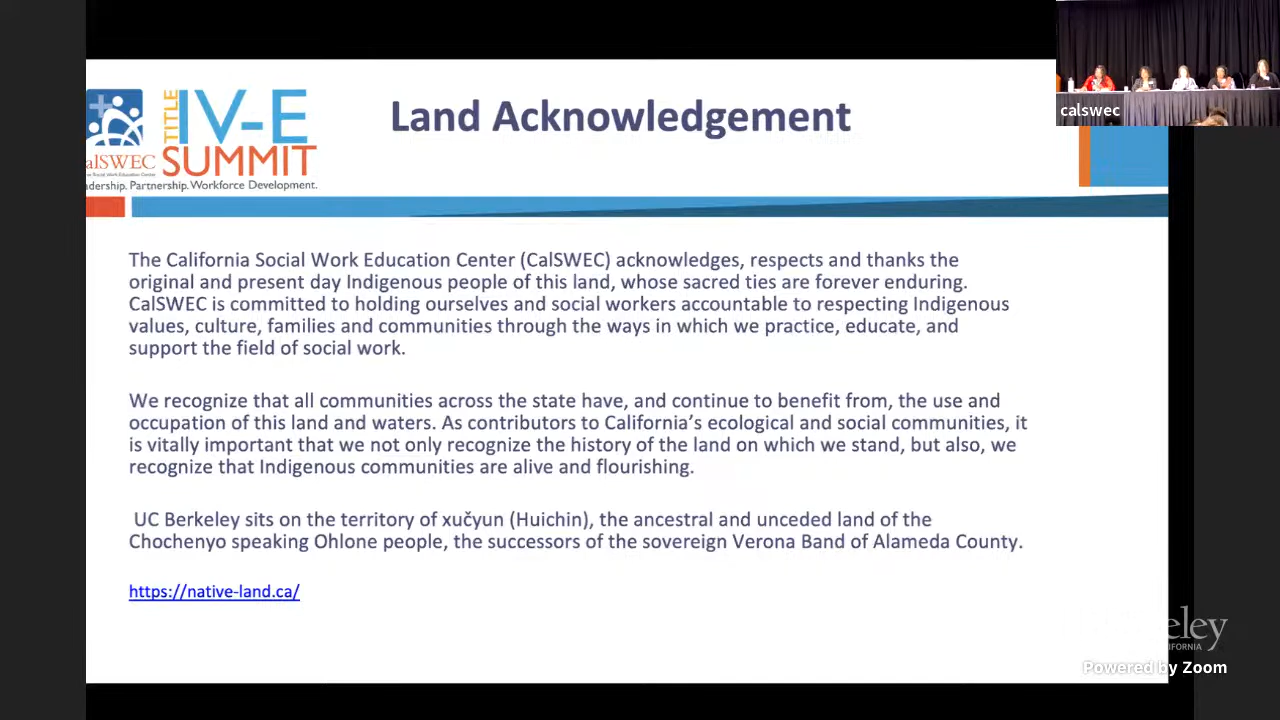 calswec
TITLE
IV-E
SUMMIT
alSWEC
dership. Partnership. Workforce Development.
Land Acknowledgement
The California Social Work Education Center (CalSWEC) acknowledges, respects and thanks the
original and present day Indigenous people of this land, whose sacred ties are forever enduring.
CalSWEC is committed to holding ourselves and social workers accountable to respecting Indigenous
values, culture, families and communities through the ways in which we practice, educate, and
support the field of social work.
We recognize that all communities across the state have, and continue to benefit from, the use and
occupation of this land and waters. As contributors to California’s ecological and social communities, it
is vitally important that we not only recognize the history of the land on which we stand, but also, we
recognize that Indigenous communities are alive and flourishing.
UC Berkeley sits on the territory of xučyun (Huichin), the ancestral and unceded land of the
Chochenyo speaking Ohlone people, the successors of the sovereign Verona Band of Alameda County.
https://native-land.ca/
eley
IFORNIA
Powered by Zoom